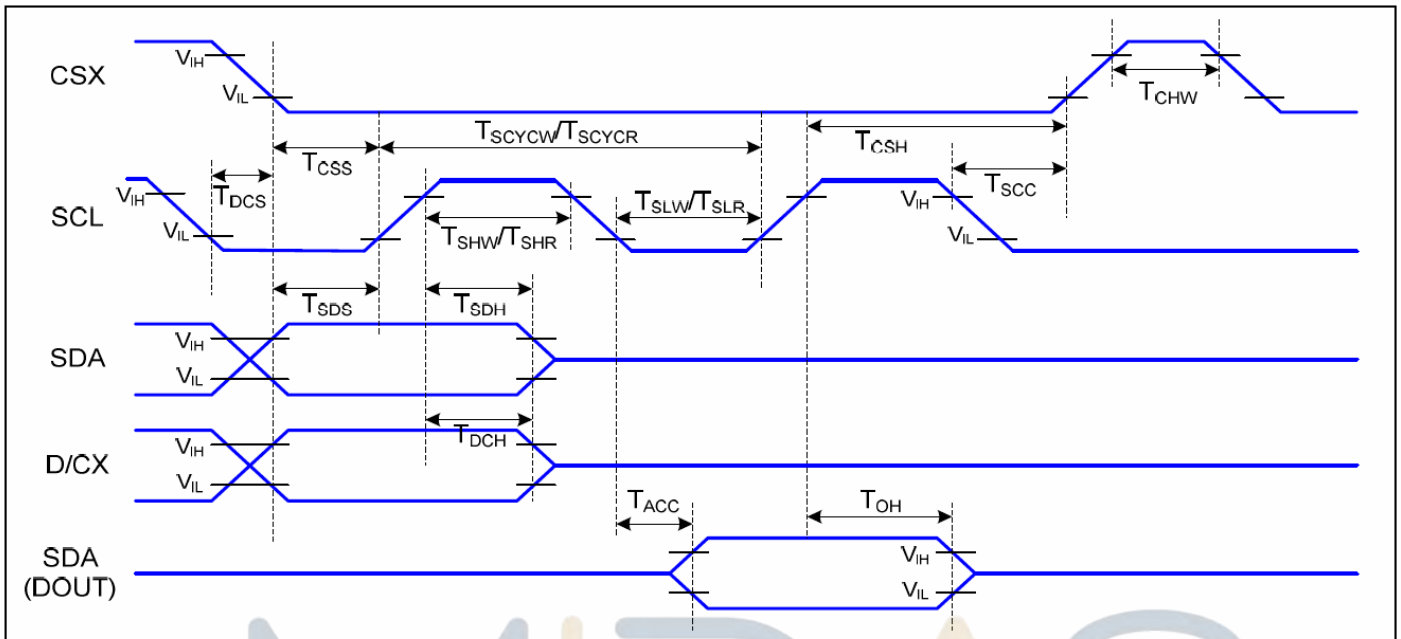 CSX
VIH
VIL
TCHW
TSCYCW/TSCYCR
TCSS
TCSH
TDCS
TSCC
SCL
VIH
VIL
TSLW/TSLR
VIH
VIL
TSHW/TSHR
TSDS
TSDH
SDA
VIH
VIL
TDCH
D/CX
VIH
VIL
TACC
TOH
SDA
(DOUT)
VIH
VIL